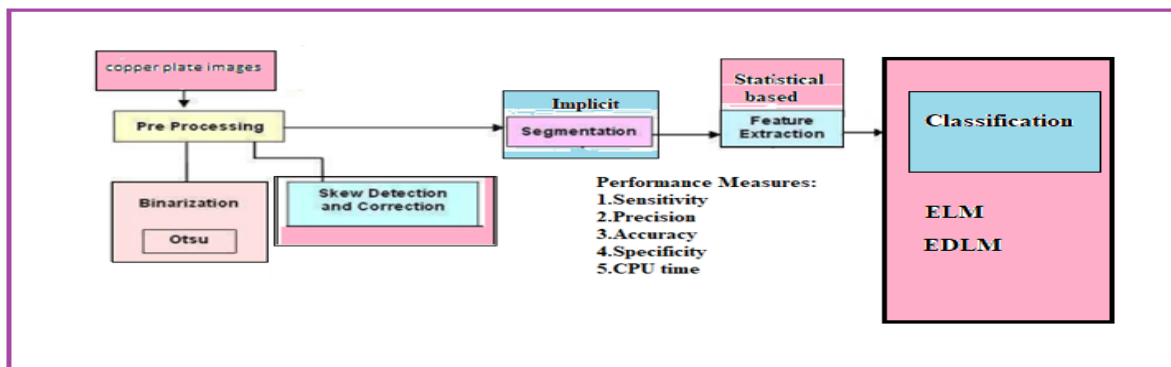 copper plate images
Pre Processing
Binarization
Otsu
Skew Detection
and Correction
Implicit
Segmentation
Statistical
based
Feature
Extraction
Performance Measures:
1.Sensitivity
2.Precision
3.Accuracy
4.Specificity
5.CPU time
Classification
ELM
EDLM